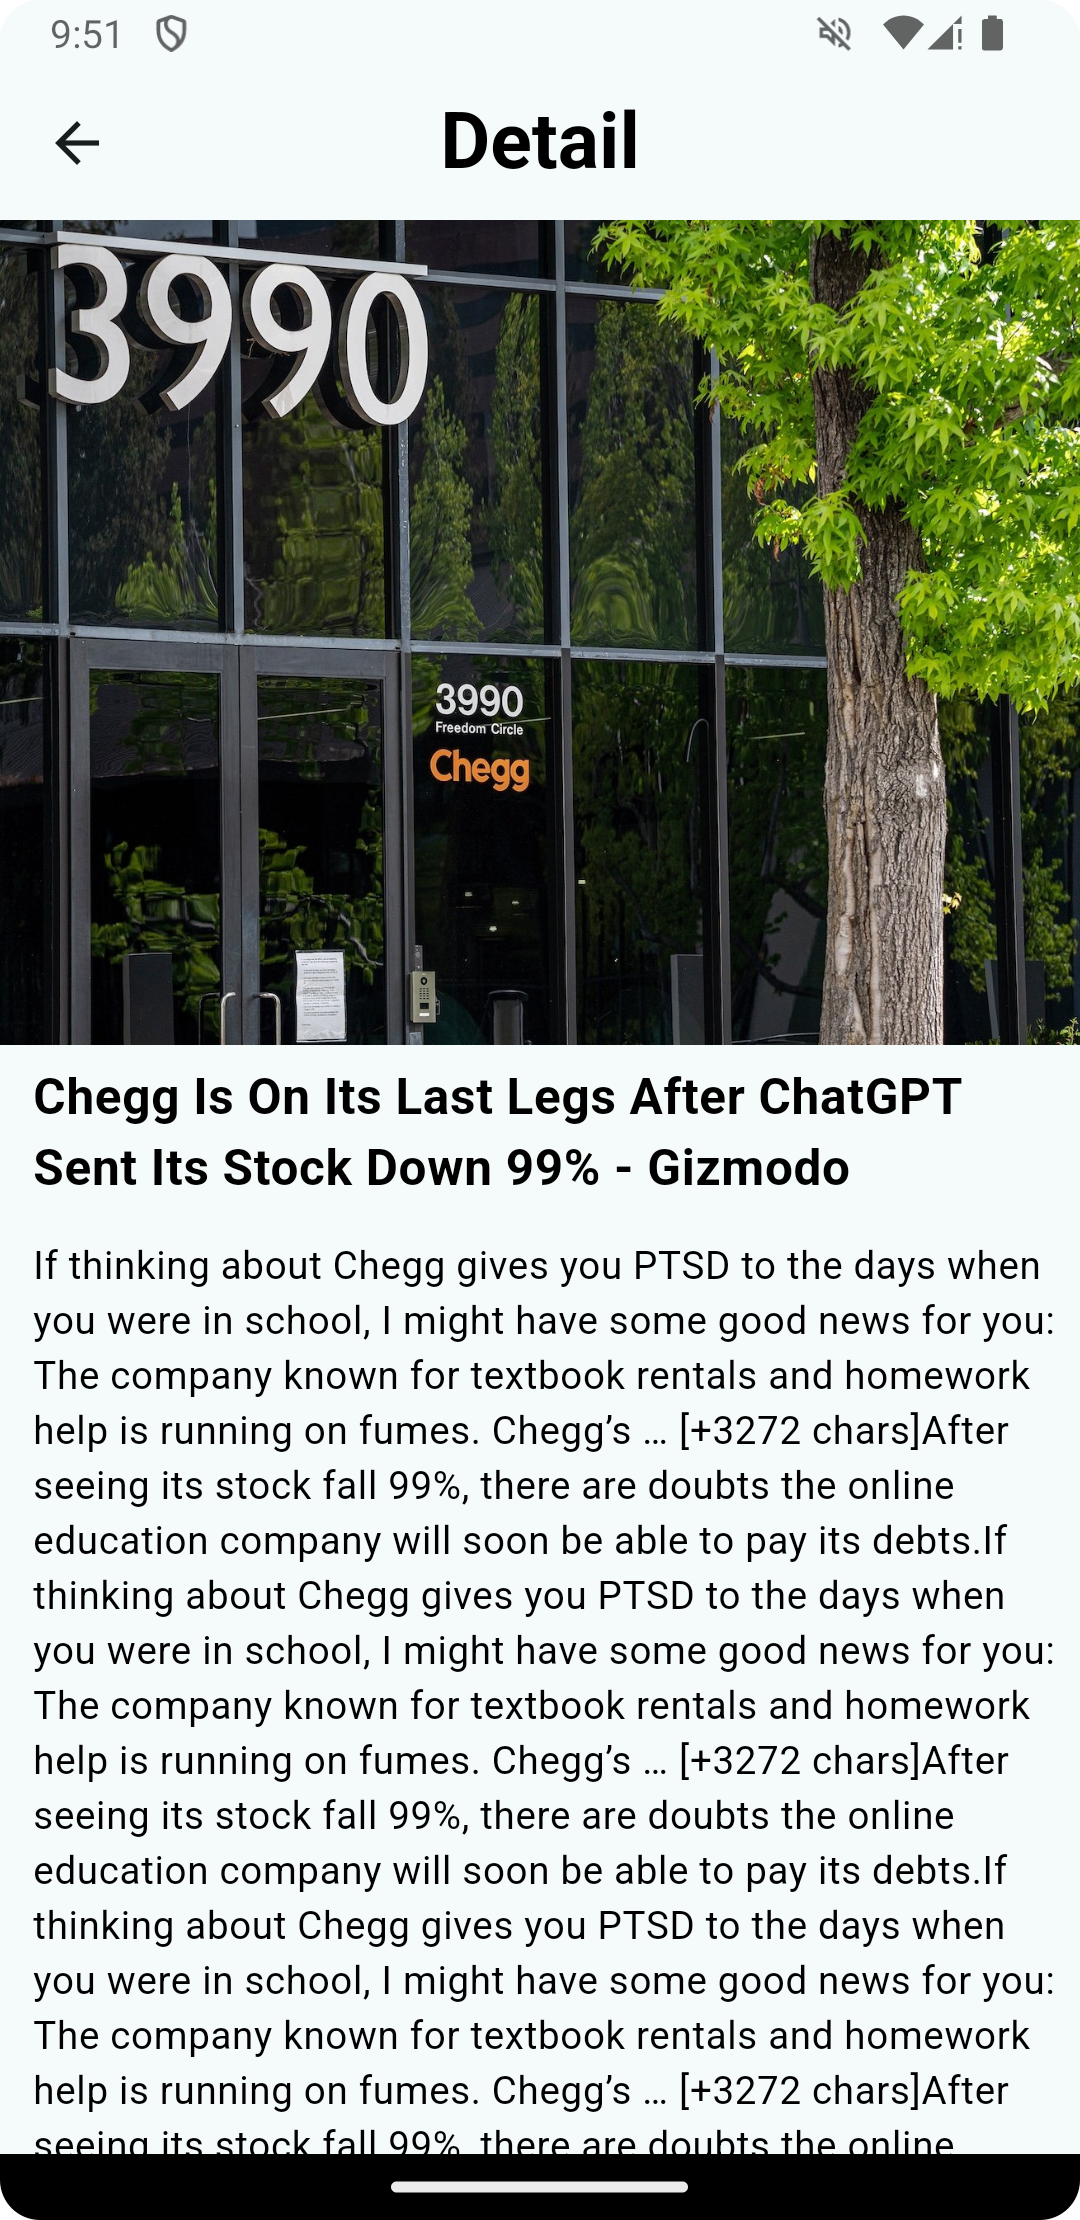 9:51
Detail
3990
3990
Freedom Circle
Chegg
Chegg Is On Its Last Legs After ChatGPT
Sent Its Stock Down 99% - Gizmodo
If thinking about Chegg gives you PTSD to the days when
you were in school, I might have some good news for you:
The company known for textbook rentals and homework
help is running on fumes. Chegg’s … [+3272 chars]After
seeing its stock fall 99%, there are doubts the online
education company will soon be able to pay its debts.If
thinking about Chegg gives you PTSD to the days when
you were in school, I might have some good news for you:
The company known for textbook rentals and homework
help is running on fumes. Chegg’s … [+3272 chars]After
seeing its stock fall 99%, there are doubts the online
education company will soon be able to pay its debts.If
thinking about Chegg gives you PTSD to the days when
you were in school, I might have some good news for you:
The company known for textbook rentals and homework
help is running on fumes. Chegg’s … [+3272 chars]After
seeing its stock fall 99%, there are doubts the online